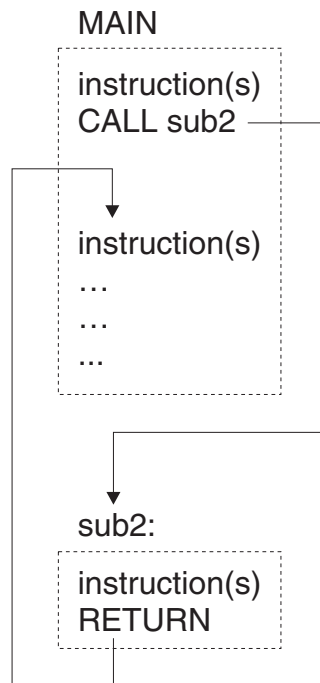 MAIN
instruction(s)
CALL sub2
instruction(s)
…
…
...
sub2:
instruction(s)
RETURN